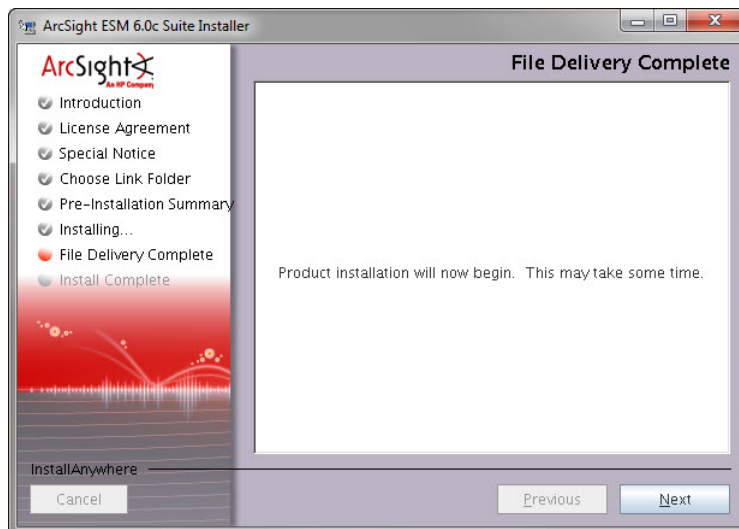 ArcSight ESM 6.0c Suite Installer
ArcSight
An HP Company
Introduction
License Agreement
Special Notice
Choose Link Folder
Pre-Installation Summary
Installing...
File Delivery Complete
Install Complete
File Delivery Complete
Product installation will now begin. This may take some time.
InstallAnywhere
Cancel
Previous
Next